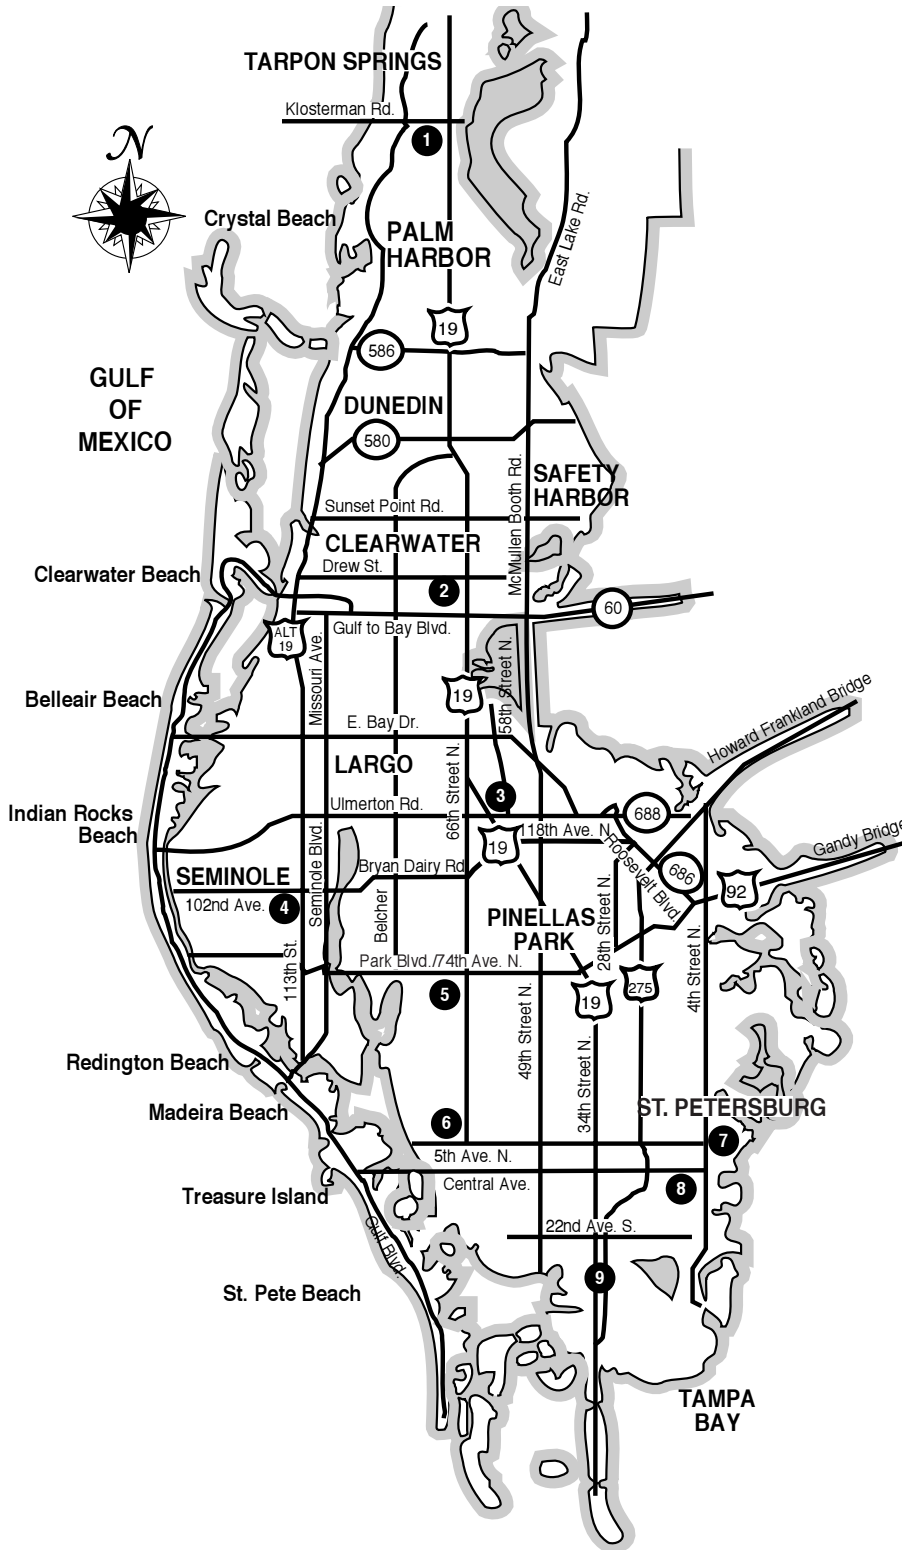 TARPON SPRINGS
Klosterman Rd.
1
N
Crystal Beach
PALM
HARBOR
East Lake Rd.
19
586
GULF
OF
MEXICO
DUNEDIN
580
SAFETY
HARBOR
McMullen Booth Rd.
Sunset Point Rd.
CLEARWATER
Drew St.
Clearwater Beach
2
60
Gulf to Bay Blvd.
ALT
19
Missouri Ave.
58th Street N.
19
Belleair Beach
E. Bay Dr.
Howard Frankland Bridge
LARGO
66th Street N.
3
Ulmerton Rd.
688
Indian Rocks
Beach
118th Ave. N.
Gandy Bridge
19
Roosevelt Blvd.
686
92
Seminole Blvd.
Bryan Dairy Rd.
SEMINOLE
102nd Ave.
4
Belcher
PINELLAS
PARK
28th Street N.
4th Street N.
113th St.
Park Blvd./74th Ave. N.
5
19
275
49th Street N.
34th Street N.
Redington Beach
Madeira Beach
ST. PETERSBURG
6
7
5th Ave. N.
Central Ave.
8
Treasure Island
Gulf Blvd.
22nd Ave. S.
9
St. Pete Beach
TAMPA
BAY